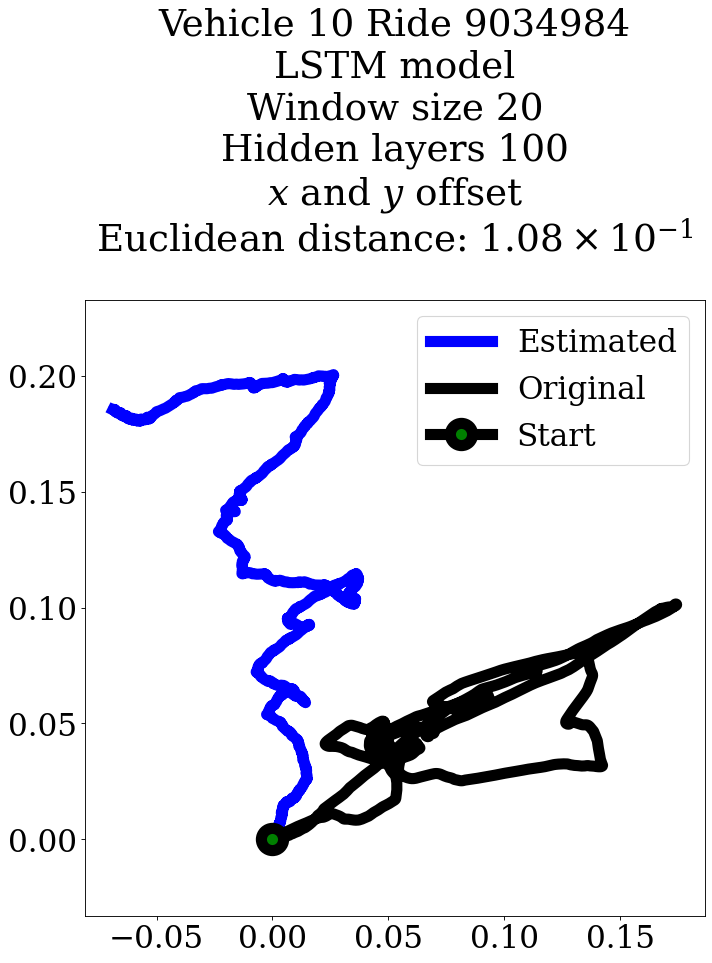 Vehicle 10 Ride 9034984
LSTM model
Window size 20
Hidden layers 100
x and y offset
Euclidean distance: 1.08 × 10⁻¹
Estimated
Original
Start
0.20
0.15
0.10
0.05
0.00
−0.05 0.00 0.05 0.10 0.15